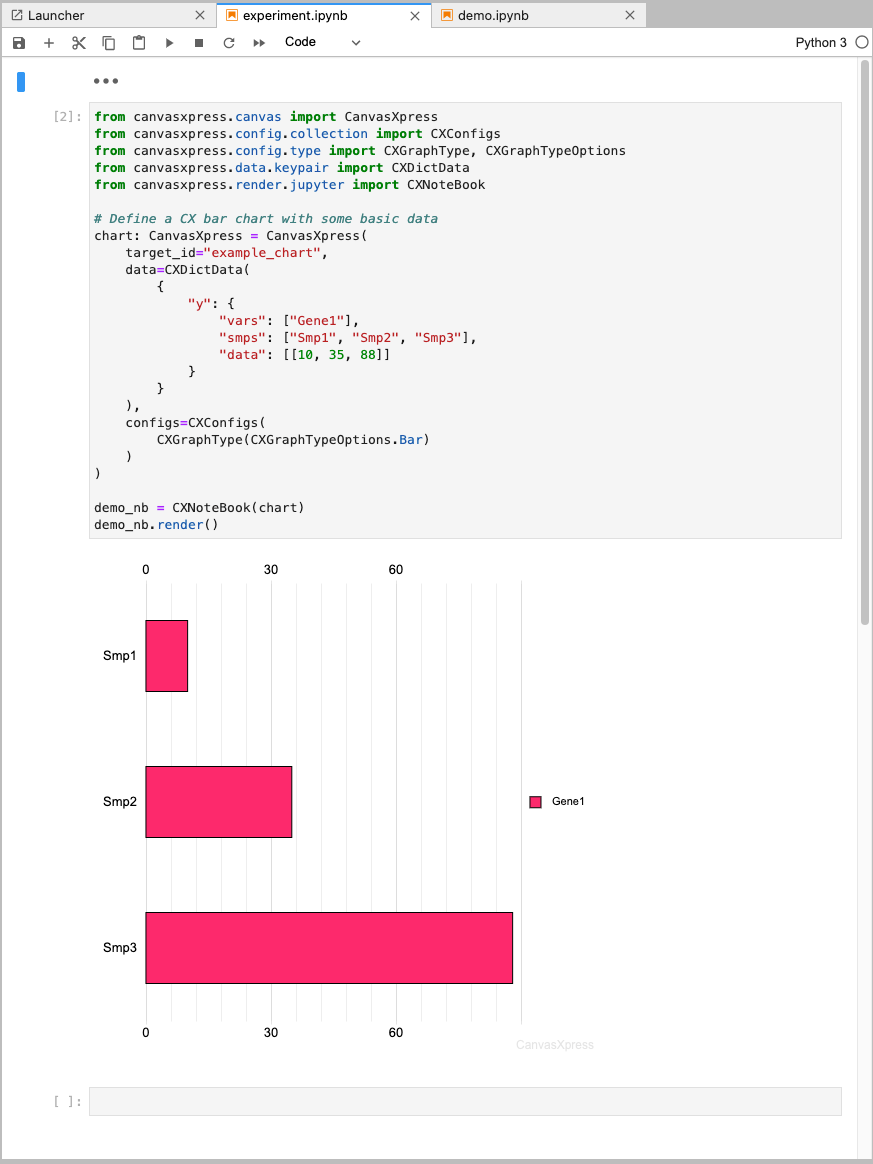 Launcher
experiment.ipynb
demo.ipynb
Code
Python 3
[2]:
from canvasxpress.canvas import CanvasXpress
from canvasxpress.config.collection import CXConfigs
from canvasxpress.config.type import CXGraphType, CXGraphTypeOptions
from canvasxpress.data.keypair import CXDictData
from canvasxpress.render.jupyter import CXNoteBook

# Define a CX bar chart with some basic data
chart: CanvasXpress = CanvasXpress(
    target_id="example_chart",
    data=CXDictData(
        {
            "y": {
                "vars": ["Gene1"],
                "smps": ["Smp1", "Smp2", "Smp3"],
                "data": [[10, 35, 88]]
            }
        }
    ),
    configs=CXConfigs(
        CXGraphType(CXGraphTypeOptions.Bar)
    )
)

demo_nb = CXNoteBook(chart)
demo_nb.render()
0 30 60
Smp1
Smp2
Gene1
Smp3
0 30 60
CanvasXpress
[ ]: